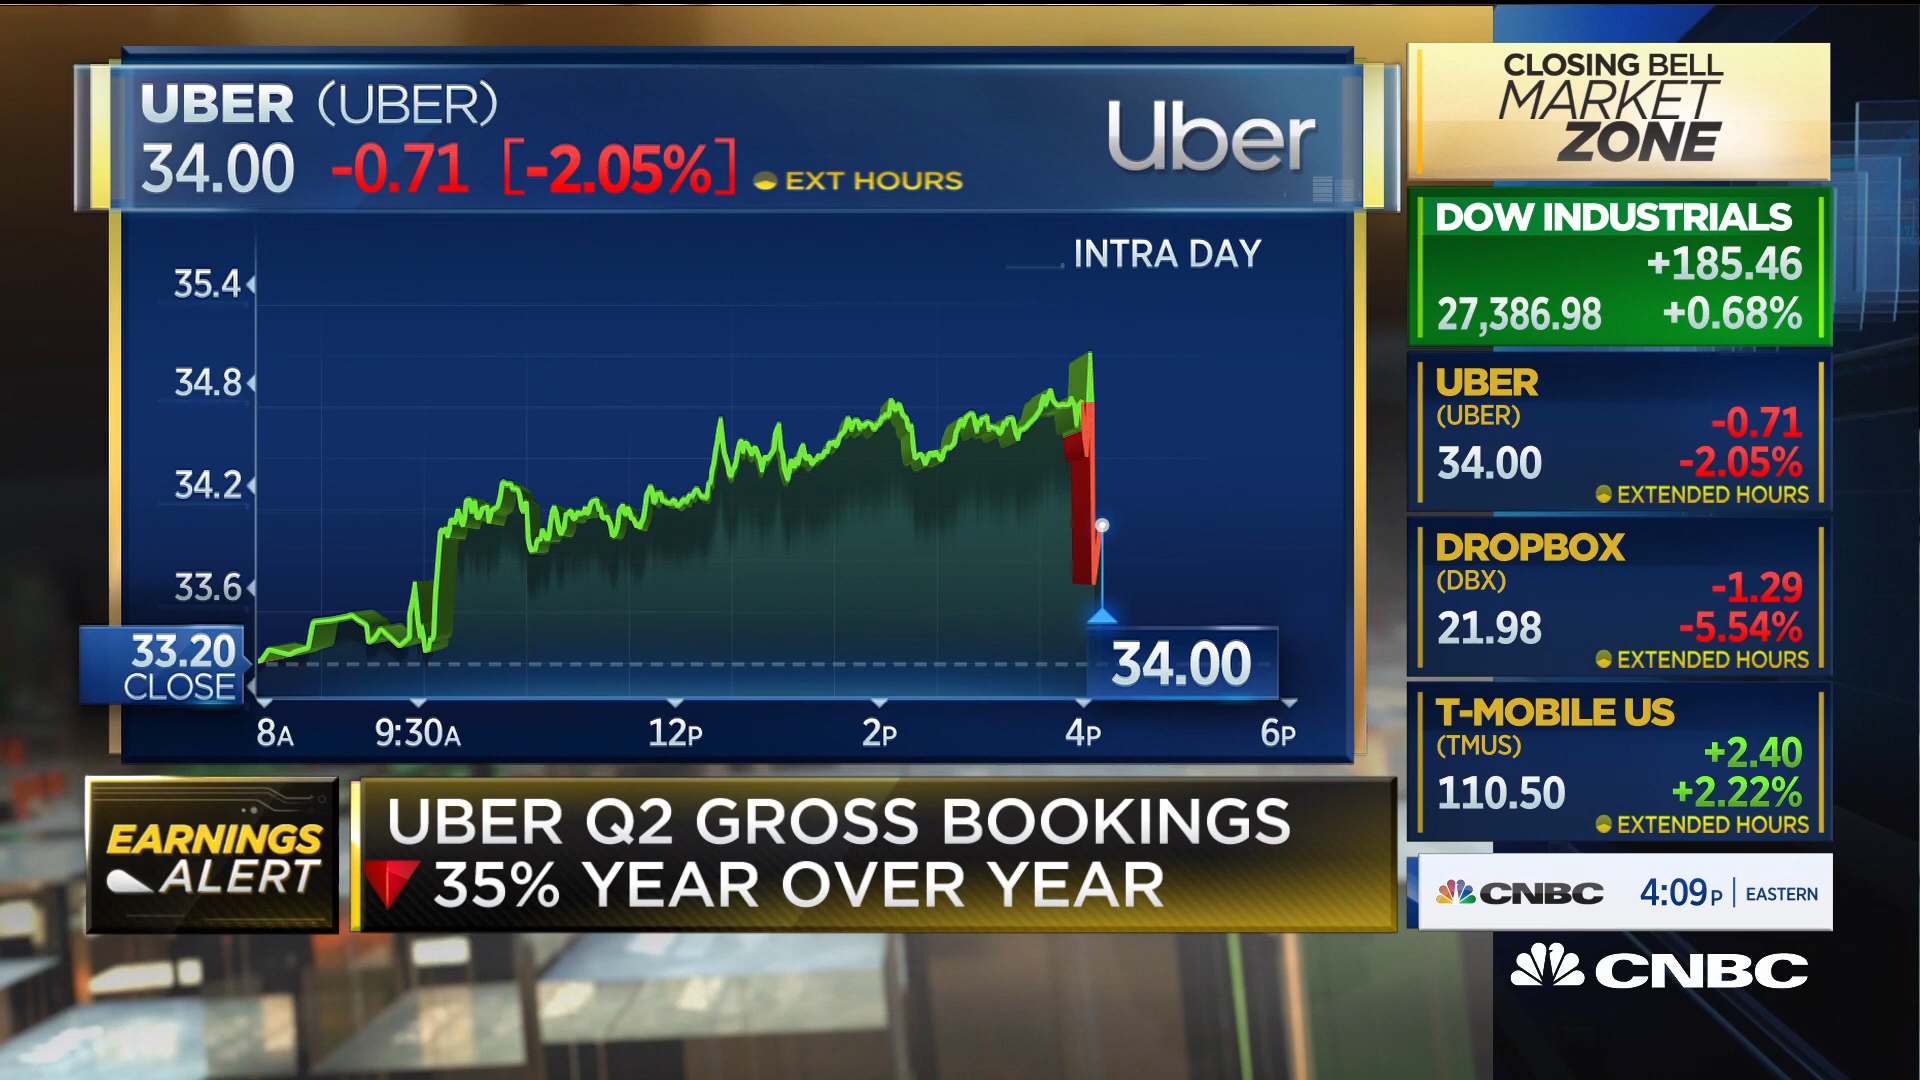 UBER (UBER)
34.00 -0.71 [-2.05%] EXT HOURS
Uber
INTRA DAY
35.4
34.8
34.2
33.6
33.20
CLOSE
34.00
8A 9:30A 12P 2P 4P 6P
EARNINGS
ALERT
UBER Q2 GROSS BOOKINGS
35% YEAR OVER YEAR
CLOSING BELL
MARKET
ZONE
DOW INDUSTRIALS
+185.46
27,386.98 +0.68%
UBER
(UBER)
-0.71
34.00 -2.05%
EXTENDED HOURS
DROPBOX
(DBX)
-1.29
21.98 -5.54%
EXTENDED HOURS
T-MOBILE US
(TMUS)
+2.40
110.50 +2.22%
EXTENDED HOURS
CNBC 4:09P EASTERN
CNBC